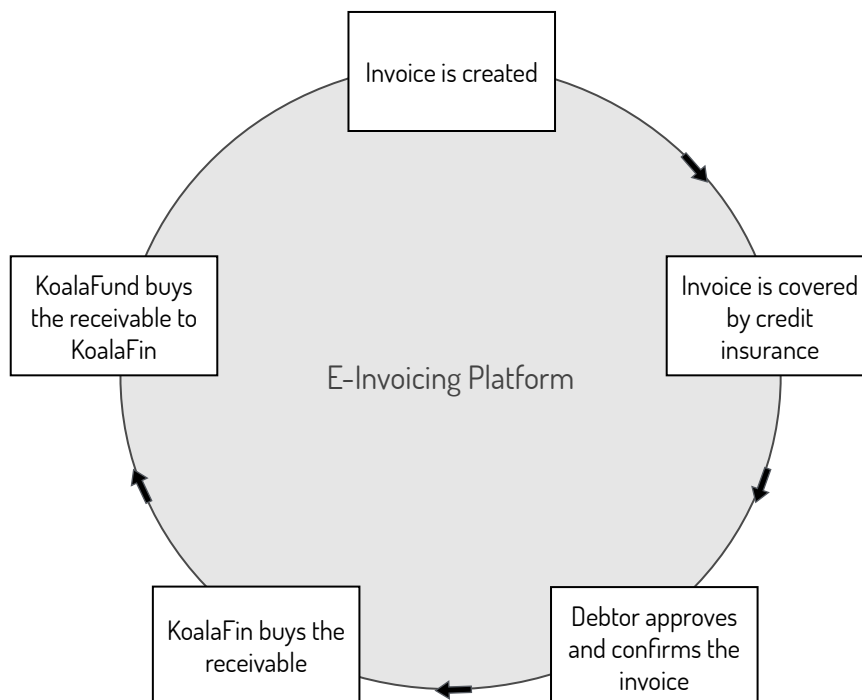 Invoice is created
Invoice is covered
by credit
insurance
Debtor approves
and confirms the
invoice
KoalaFin buys the
receivable
KoalaFund buys
the receivable to
KoalaFin
E-Invoicing Platform